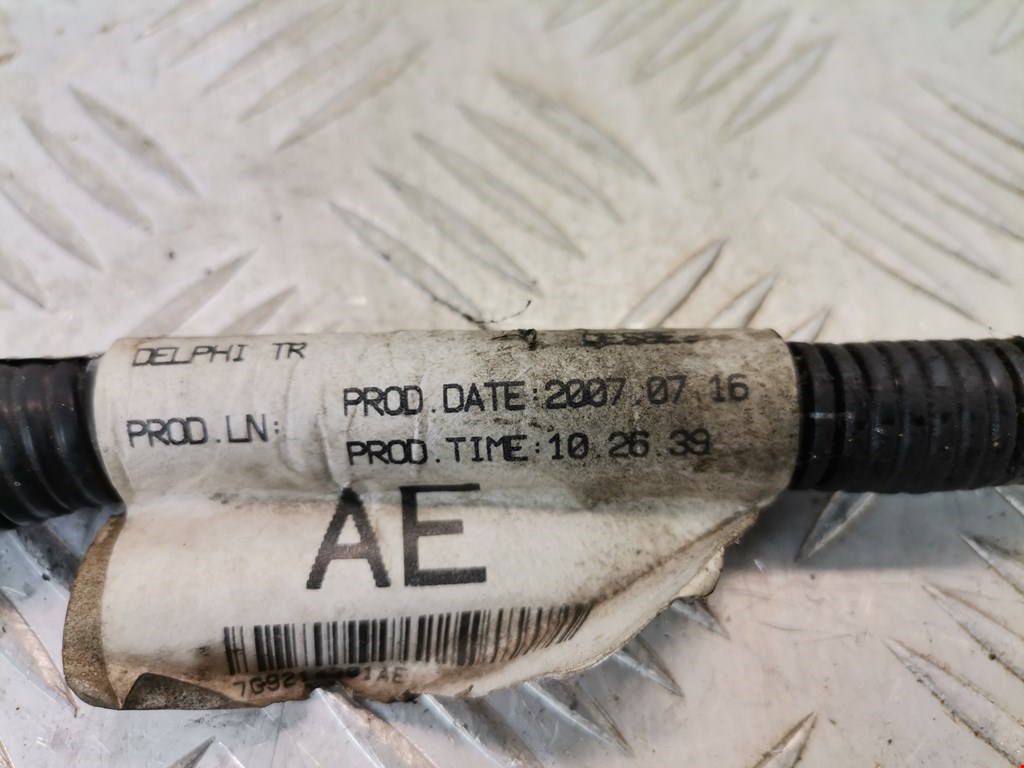 DELPHI TR
PROD.DATE:2007.07.16
PROD.LN:
PROD.TIME:10.26.39
AE